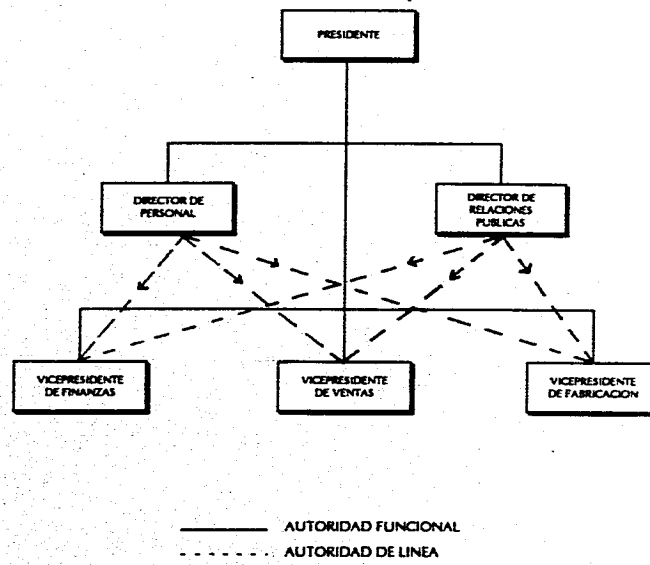 PRESIDENTE
DIRECTOR DE
PERSONAL
DIRECTOR DE
RELACIONES
PUBLICAS
VICEPRESIDENTE
DE FINANZAS
VICEPRESIDENTE
DE VENTAS
VICEPRESIDENTE
DE FABRICACION
AUTORIDAD FUNCIONAL
AUTORIDAD DE LINEA